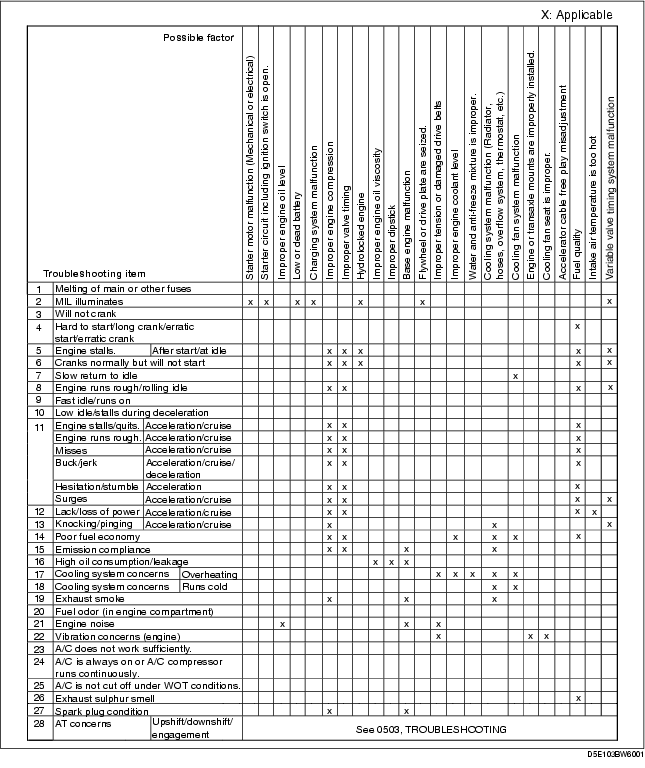 X: Applicable
Possible factor
Troubleshooting item
Starter motor malfunction (Mechanical or electrical)
Starter circuit including ignition switch is open.
Improper engine oil level
Low or dead battery
Charging system malfunction
Improper engine compression
Improper valve timing
Hydrolocked engine
Improper engine oil viscosity
Improper dipstick
Base engine malfunction
Flywheel or drive plate are seized.
Improper tension or damaged drive belts
Improper engine coolant level
Water and anti-freeze mixture is improper.
Cooling system malfunction (Radiator,
hoses, overflow system, thermostat, etc.)
Cooling fan system malfunction
Engine or transaxle mounts are improperly installed.
Cooling fan seat is improper.
Accelerator cable free play misadjustment
Fuel quality
Intake air temperature is too hot
Variable valve timing system malfunction
1 Melting of main or other fuses
2 MIL illuminates x x x x x x x
3 Will not crank
4 Hard to start/long crank/erratic
start/erratic crank x
5 Engine stalls. After start/at idle x x x x x
6 Cranks normally but will not start x x x x x
7 Slow return to idle x
8 Engine runs rough/rolling idle x x x x
9 Fast idle/runs on
10 Low idle/stalls during deceleration
11 Engine stalls/quits. Acceleration/cruise x x x
Engine runs rough. Acceleration/cruise x x x
Misses Acceleration/cruise x x x
Buck/jerk Acceleration/cruise/ x x x
deceleration
Hesitation/stumble Acceleration x x x
Surges Acceleration/cruise x x x x
12 Lack/loss of power Acceleration/cruise x x x x
13 Knocking/pinging Acceleration/cruise x x x
14 Poor fuel economy x x x x x x
15 Emission compliance x x x x
16 High oil consumption/leakage x x x
17 Cooling system concerns Overheating x x x x x
18 Cooling system concerns Runs cold x x
19 Exhaust smoke x x x
20 Fuel odor (in engine compartment)
21 Engine noise x x x
22 Vibration concerns (engine) x x x
23 A/C does not work sufficiently.
24 A/C is always on or A/C compressor
runs continuously.
25 A/C is not cut off under WOT conditions.
26 Exhaust sulphur smell x
27 Spark plug condition x x
28 AT concerns Upshift/downshift/
engagement See 0503, TROUBLESHOOTING
D5E103BW6001